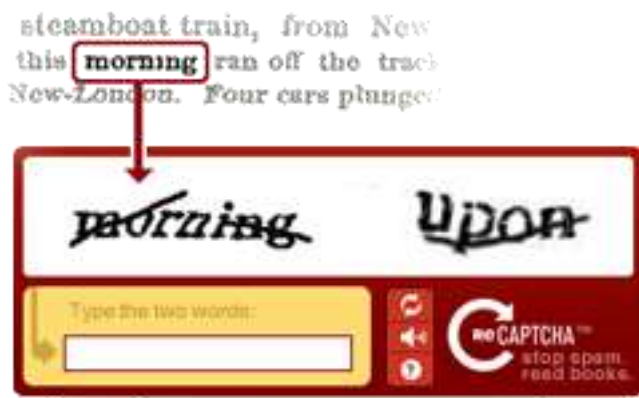 steamboat train, from New
this morning ran off the track
New-London. Four cars plunged
morning upon
Type the two words:
reCAPTCHA™
stop spam.
read books.
?